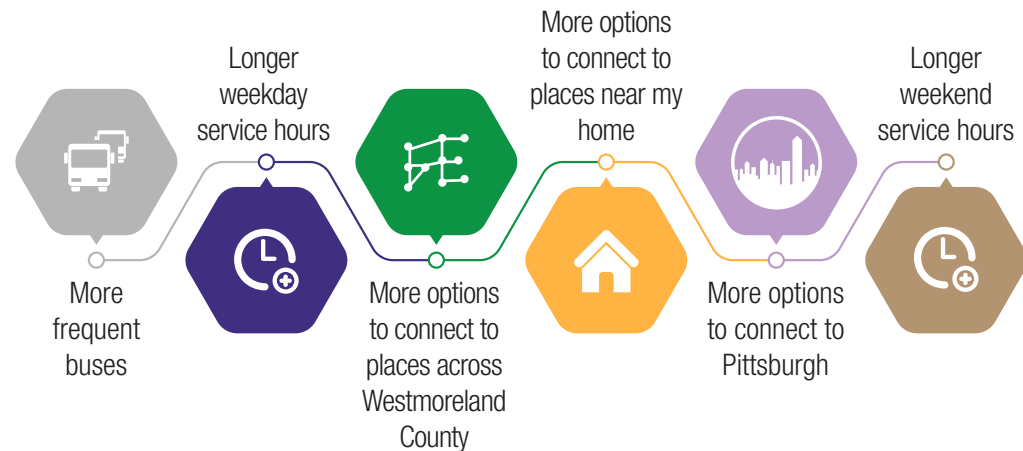 More
frequent
buses
Longer
weekday
service hours
More options
to connect to
places across
Westmoreland
County
More options
to connect to
places near my
home
More options
to connect to
Pittsburgh
Longer
weekend
service hours